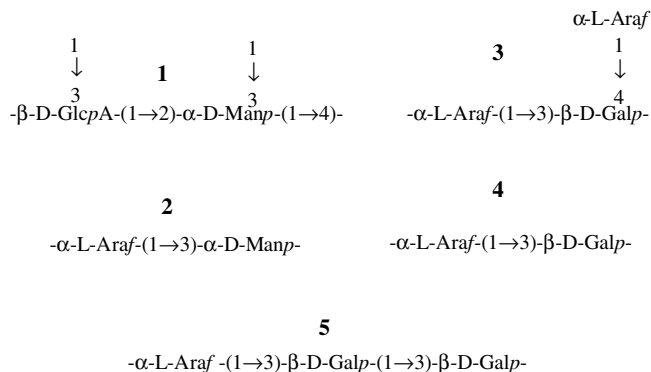 α-L-Araf
1 1 3 1
↓ 1 ↓ ↓
3 3 4
-β-D-GlcpA-(1→2)-α-D-Manp-(1→4)- -α-L-Araf-(1→3)-β-D-Galp-
2 4
-α-L-Araf-(1→3)-α-D-Manp- -α-L-Araf-(1→3)-β-D-Galp-
5
-α-L-Araf -(1→3)-β-D-Galp-(1→3)-β-D-Galp-